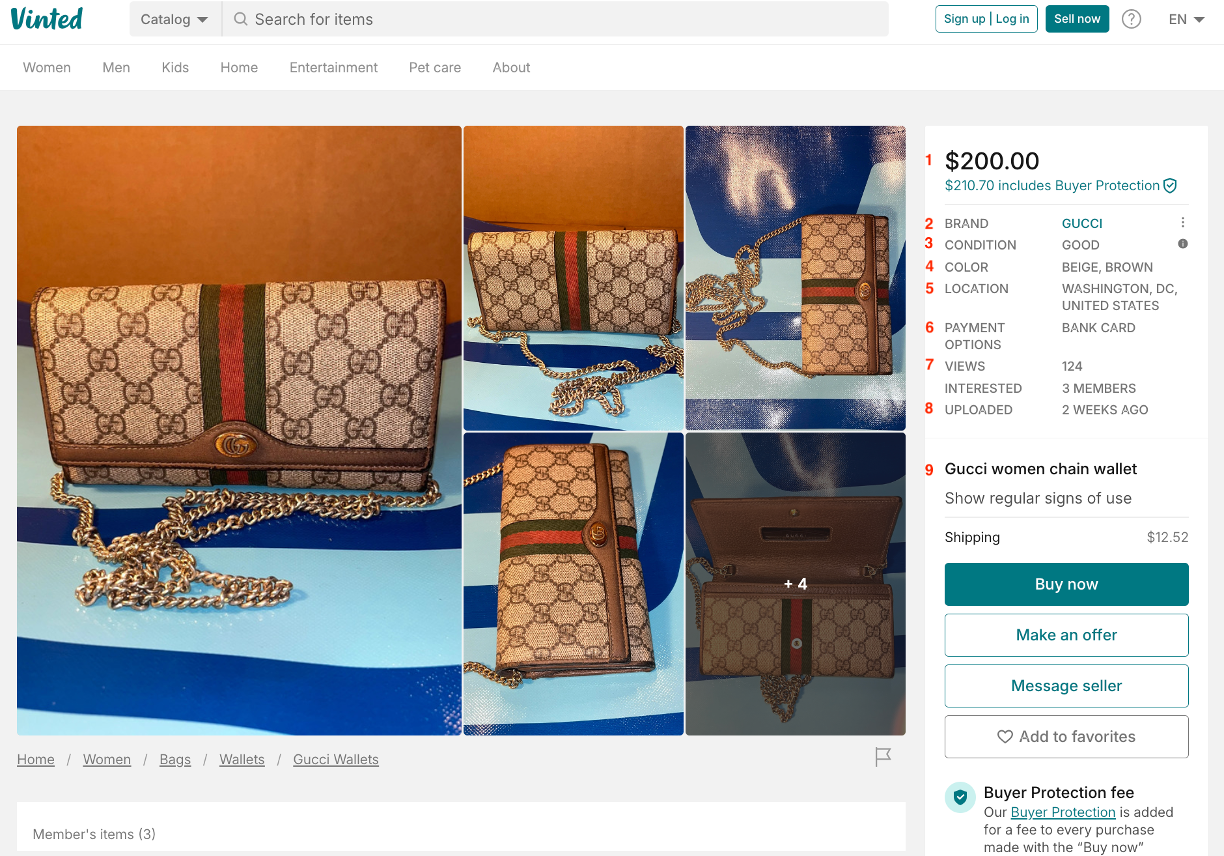 Vinted
Catalog
Search for items
Sign up | Log in
Sell now
?
EN
Women
Men
Kids
Home
Entertainment
Pet care
About
1
$200.00
$210.70 includes Buyer Protection
2 BRAND GUCCI
3 CONDITION GOOD
4 COLOR BEIGE, BROWN
5 LOCATION WASHINGTON, DC,
UNITED STATES
6 PAYMENT BANK CARD
OPTIONS
7 VIEWS 124
INTERESTED 3 MEMBERS
8 UPLOADED 2 WEEKS AGO
9 Gucci women chain wallet
Show regular signs of use
Shipping $12.52
+ 4
Buy now
Make an offer
Message seller
Add to favorites
Home / Women / Bags / Wallets / Gucci Wallets
Buyer Protection fee
Our Buyer Protection is added
for a fee to every purchase
made with the “Buy now”
Member's items (3)